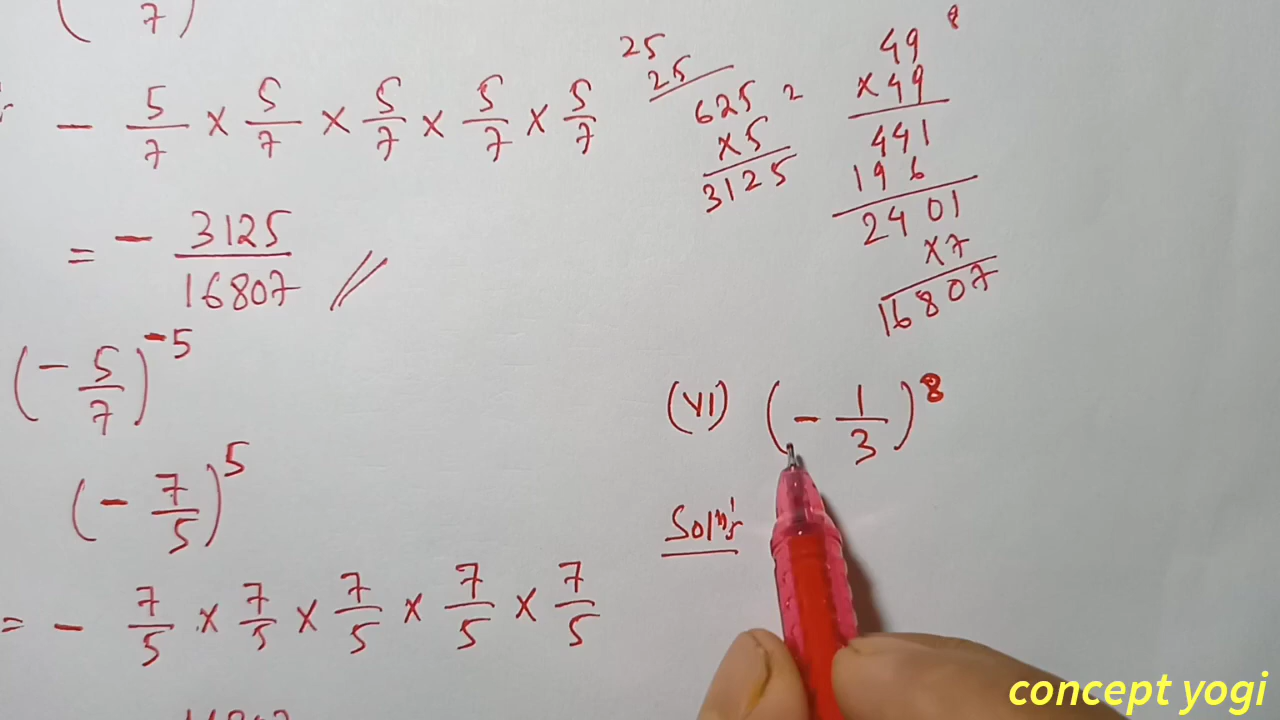 ( 7 )
- 5/7 × 5/7 × 5/7 × 5/7 × 5/7
= - 3125/16807 //
(- 5/7)^-5
(- 7/5)^5
= - 7/5 × 7/5 × 7/5 × 7/5 × 7/5
25
25
625 2
×5
3125
49
×49
441
196
2401
×7
16807
(VI) (- 1/3)^8
concept yogi